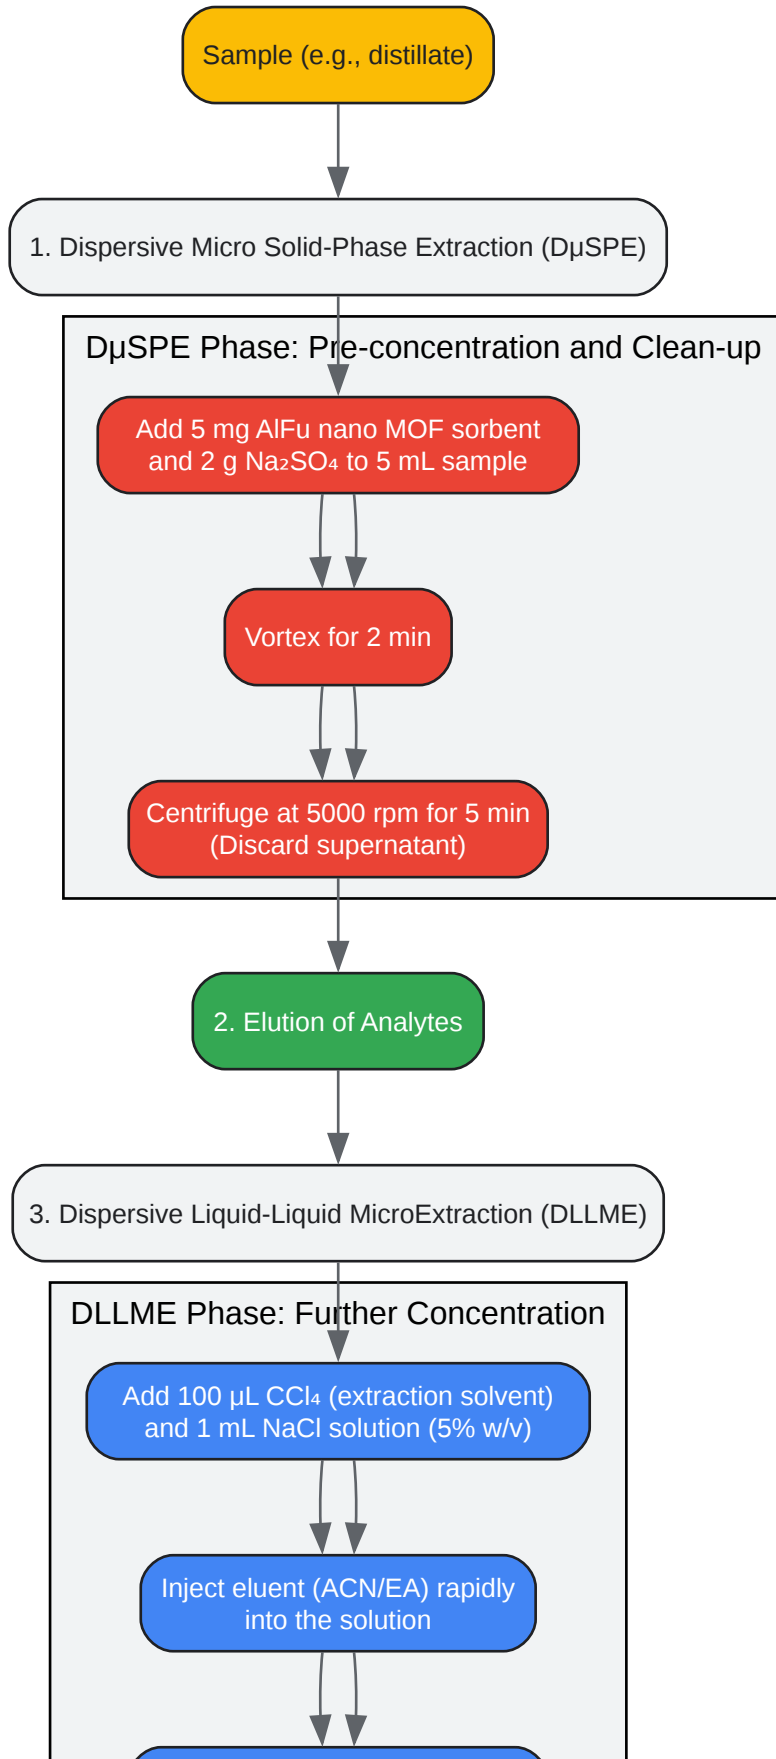 Sample (e.g., distillate)
1. Dispersive Micro Solid-Phase Extraction (DμSPE)
DμSPE Phase: Pre-concentration and Clean-up
Add 5 mg AlFu nano MOF sorbent
and 2 g Na₂SO₄ to 5 mL sample
Vortex for 2 min
Centrifuge at 5000 rpm for 5 min
(Discard supernatant)
2. Elution of Analytes
3. Dispersive Liquid-Liquid MicroExtraction (DLLME)
DLLME Phase: Further Concentration
Add 100 μL CCl₄ (extraction solvent)
and 1 mL NaCl solution (5% w/v)
Inject eluent (ACN/EA) rapidly
into the solution